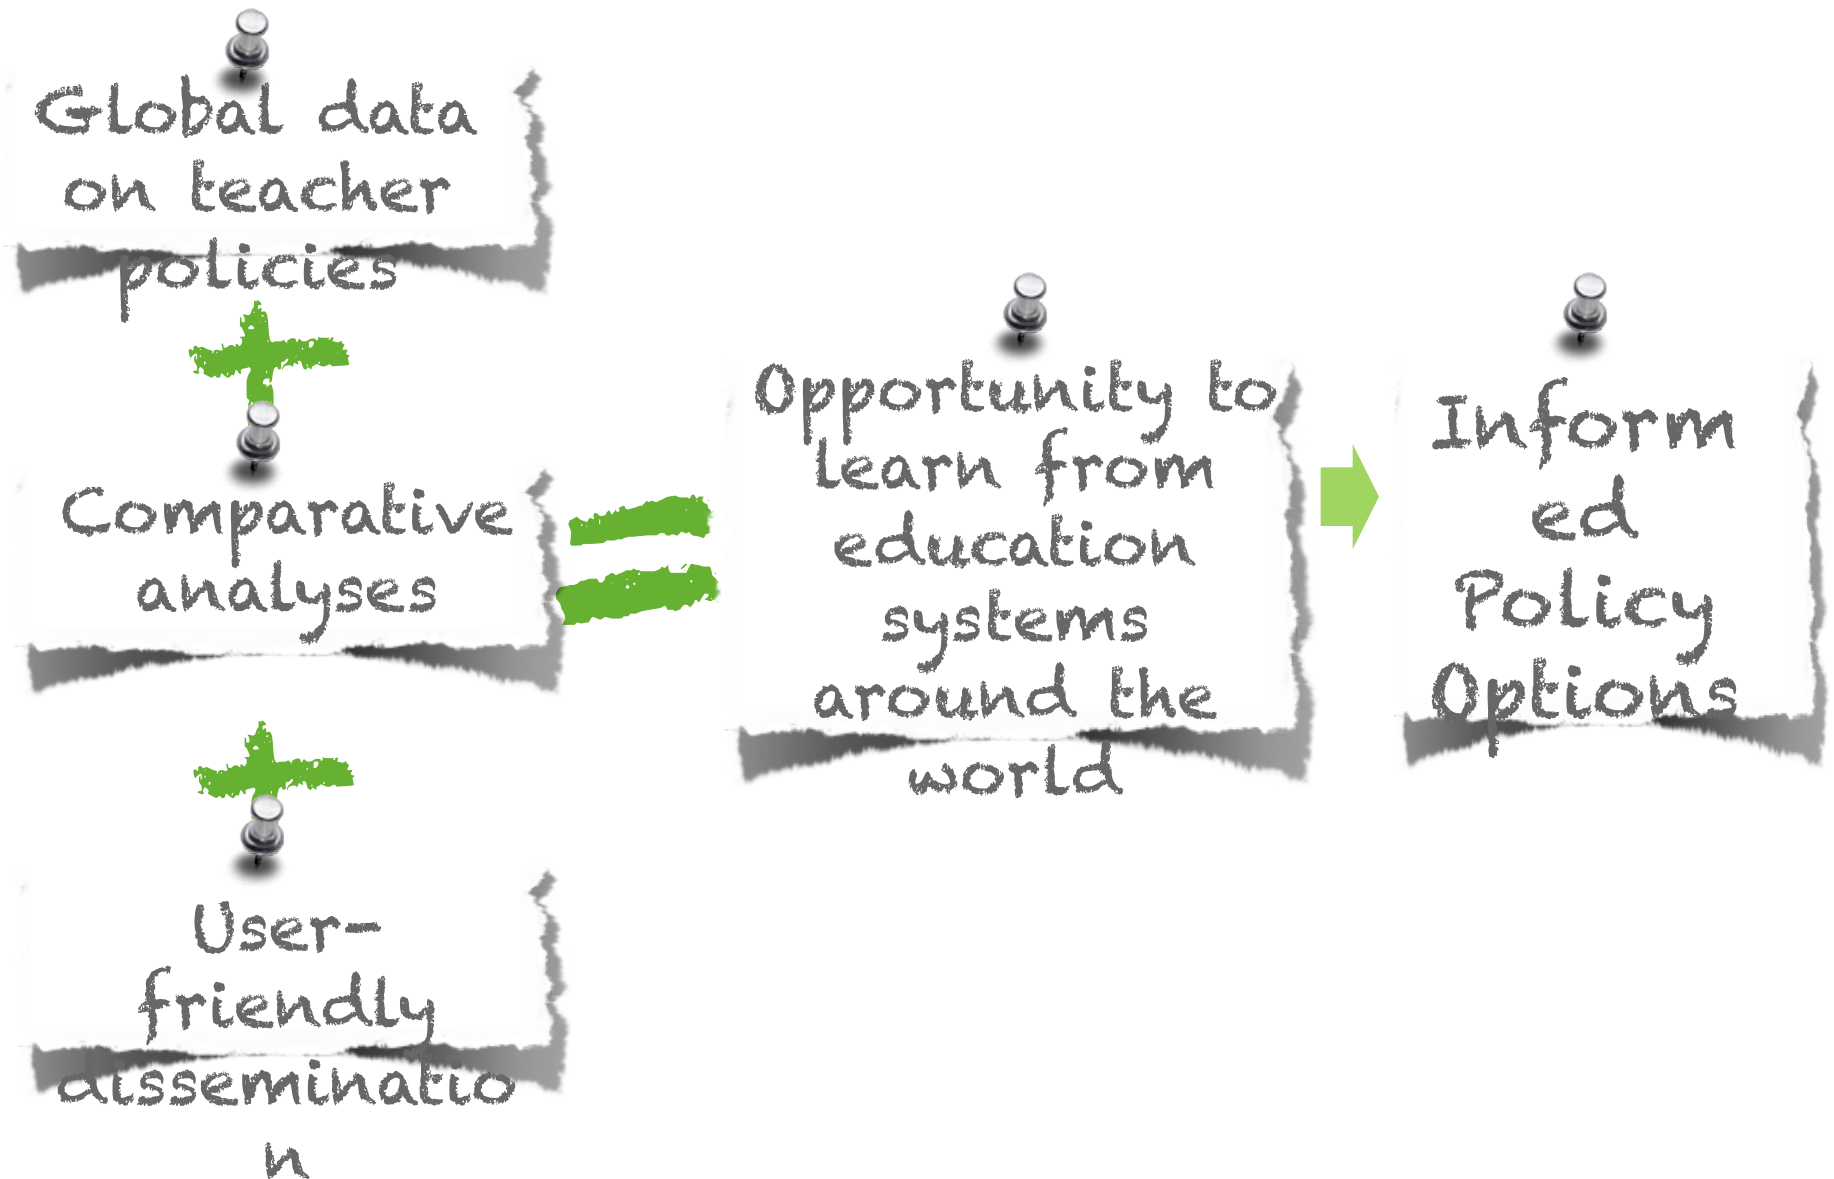 Global data
on teacher
policies
Comparative
analyses
User-
friendly
disseminatio
n
Opportunity to
learn from
education
systems
around the
world
Inform
ed
Policy
Options